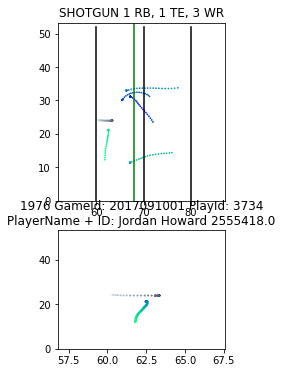 SHOTGUN 1 RB, 1 TE, 3 WR
50
40
30
20
10
0
60 70 80
1976 GameId: 2017091001 PlayId: 3734
PlayerName + ID: Jordan Howard 2555418.0
40
20
0
57.5 60.0 62.5 65.0 67.5